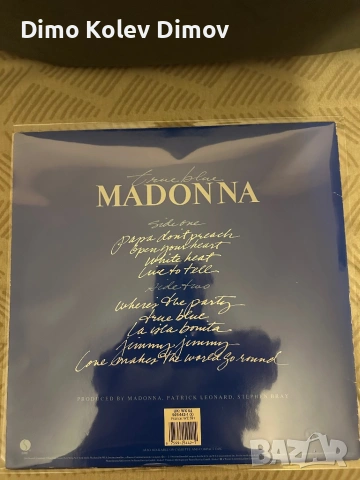 Dimo Kolev Dimov
true blue
MADONNA
side one
papa don't preach
open your heart
white heat
live to tell
side two
where's the party
true blue
la isla bonita
jimmy jimmy
love makes the world go round
PRODUCED BY MADONNA, PATRICK LEONARD, STEPHEN BRAY
bazar